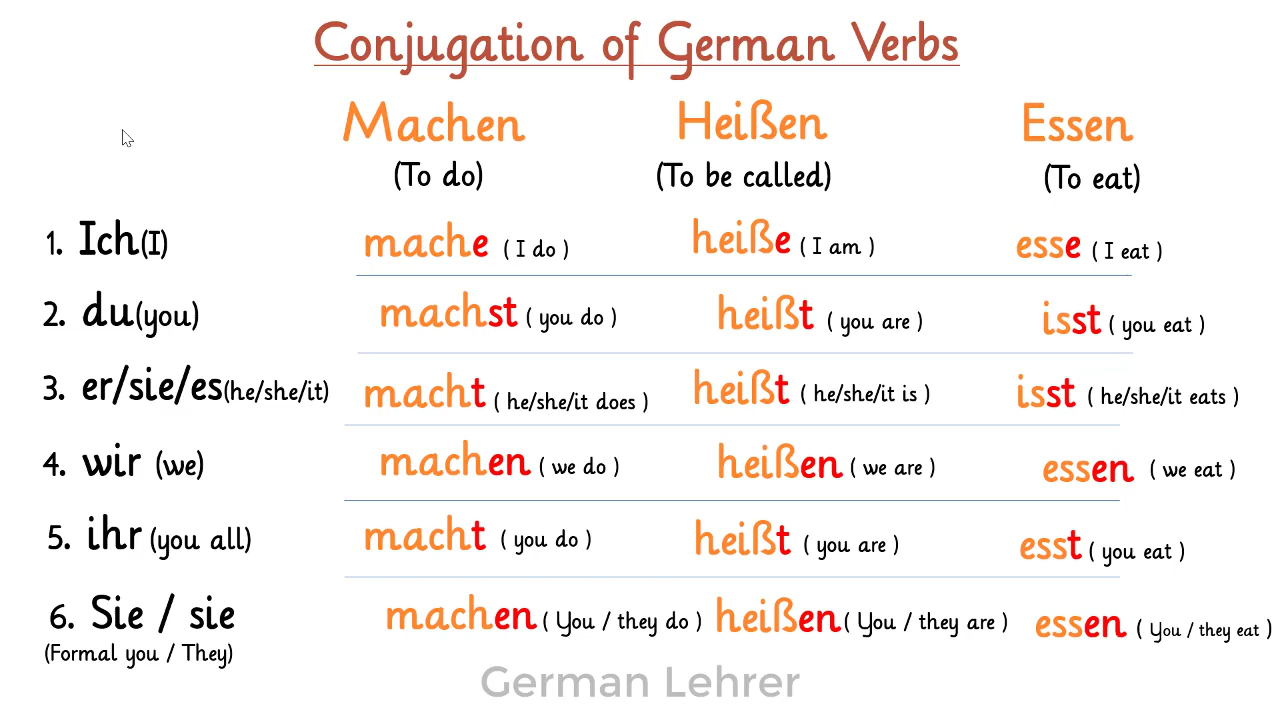 Conjugation of German Verbs
Machen Heißen Essen
(To do) (To be called) (To eat)
1. Ich(I) mache ( I do ) heiße ( I am ) esse ( I eat )
2. du(you) machst ( you do ) heißt ( you are ) isst ( you eat )
3. er/sie/es(he/she/it) macht ( he/she/it does ) heißt ( he/she/it is ) isst ( he/she/it eats )
4. wir (we) machen ( we do ) heißen ( we are ) essen ( we eat )
5. ihr (you all) macht ( you do ) heißt ( you are ) esst ( you eat )
6. Sie / sie machen ( You / they do ) heißen ( You / they are ) essen ( You / they eat )
(Formal you / They)
German Lehrer